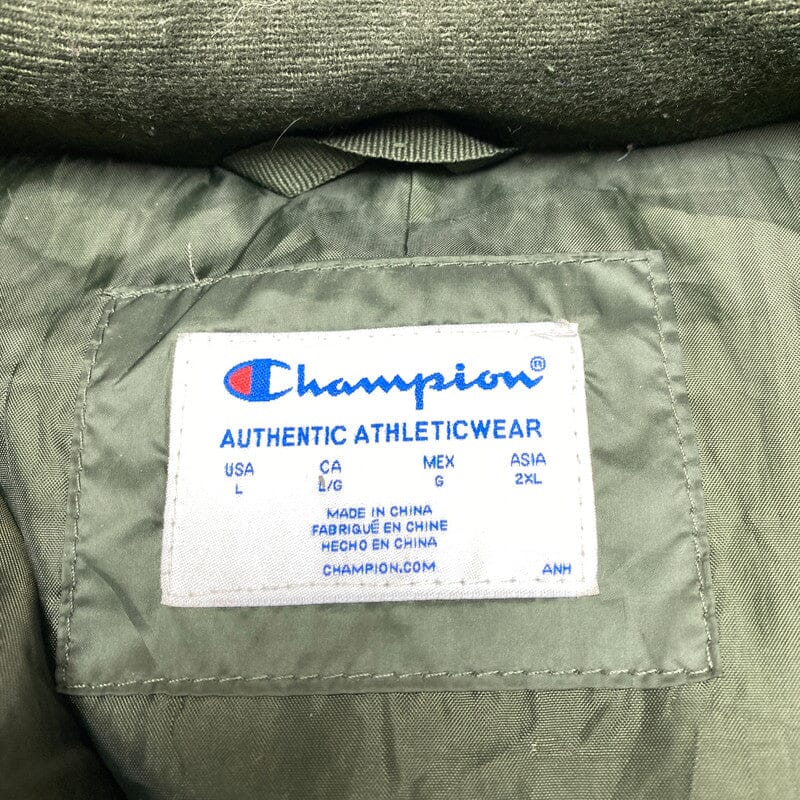 Champion®
AUTHENTIC ATHLETICWEAR
USA CA MEX ASIA
L L/G G 2XL
MADE IN CHINA
FABRIQUÉ EN CHINE
HECHO EN CHINA
CHAMPION.COM ANH